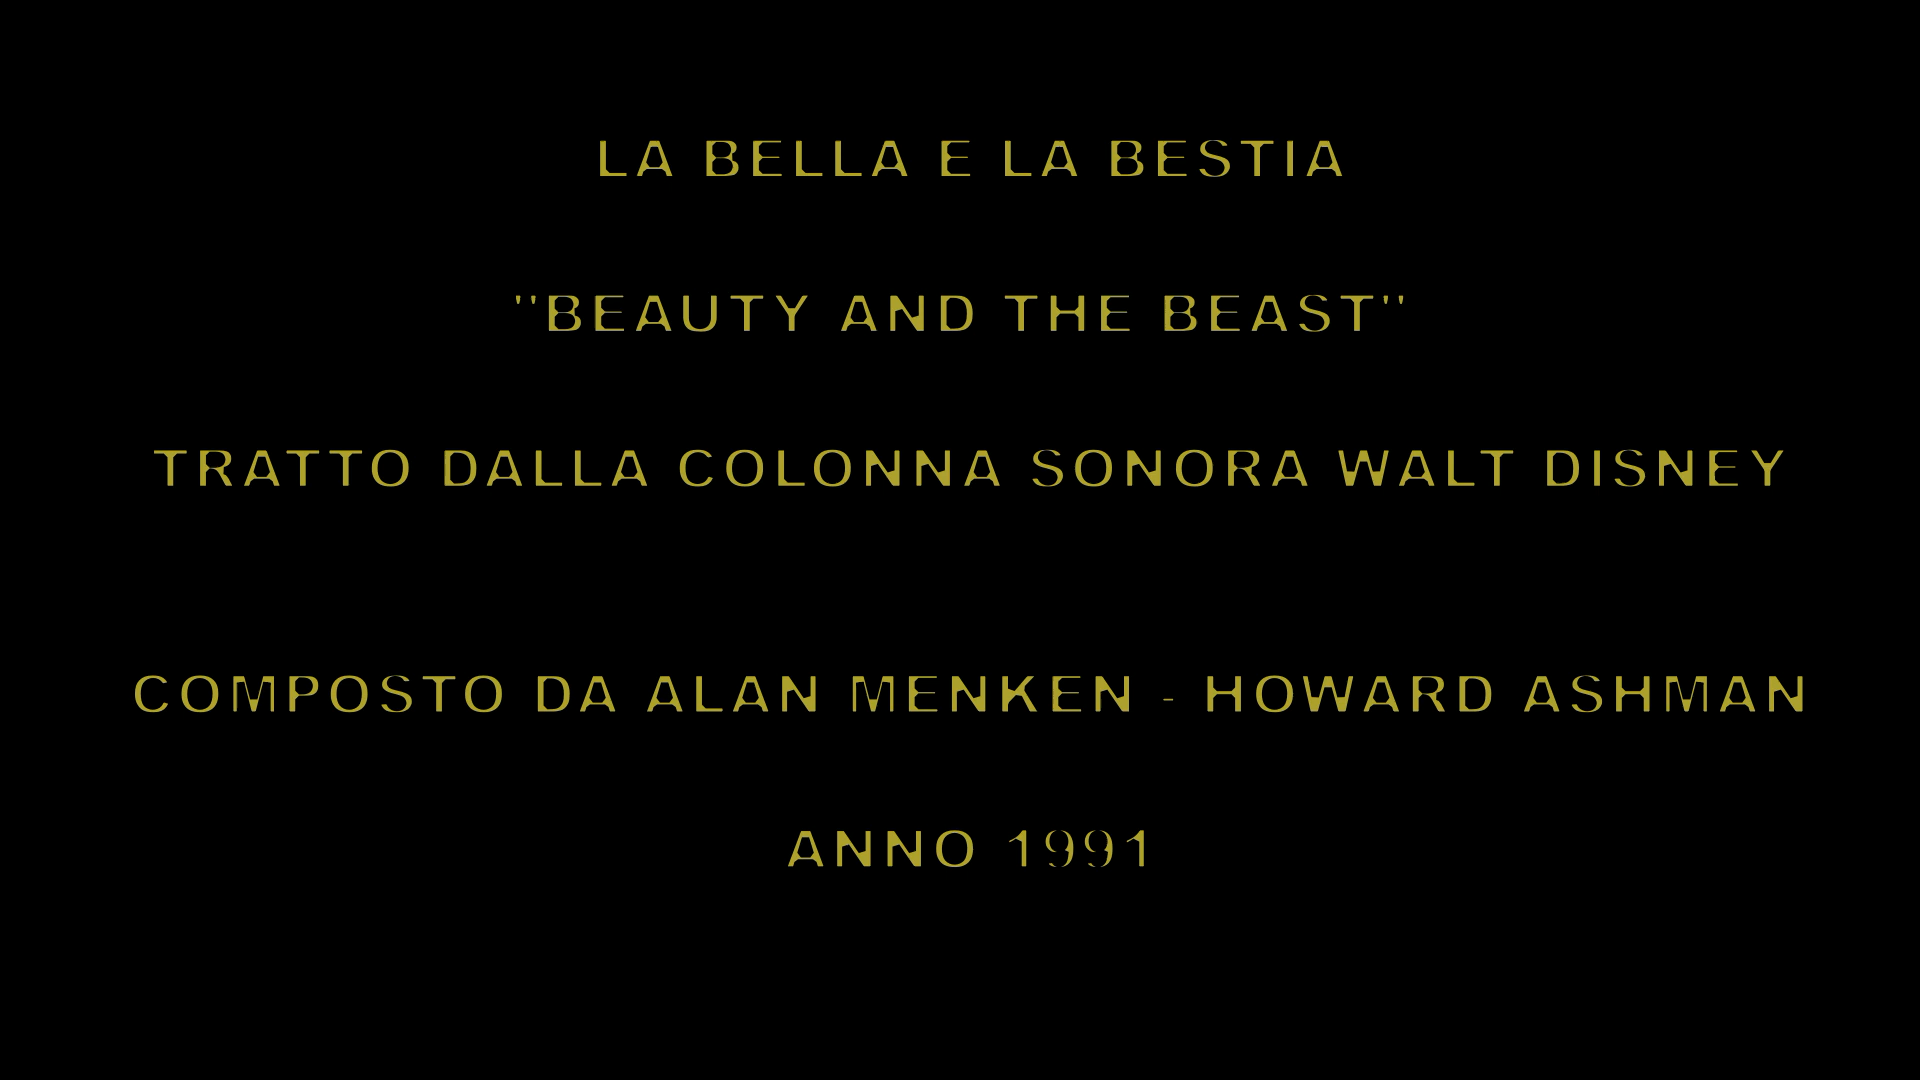 LA BELLA E LA BESTIA
"BEAUTY AND THE BEAST"
TRATTO DALLA COLONNA SONORA WALT DISNEY
COMPOSTO DA ALAN MENKEN - HOWARD ASHMAN
ANNO 1991